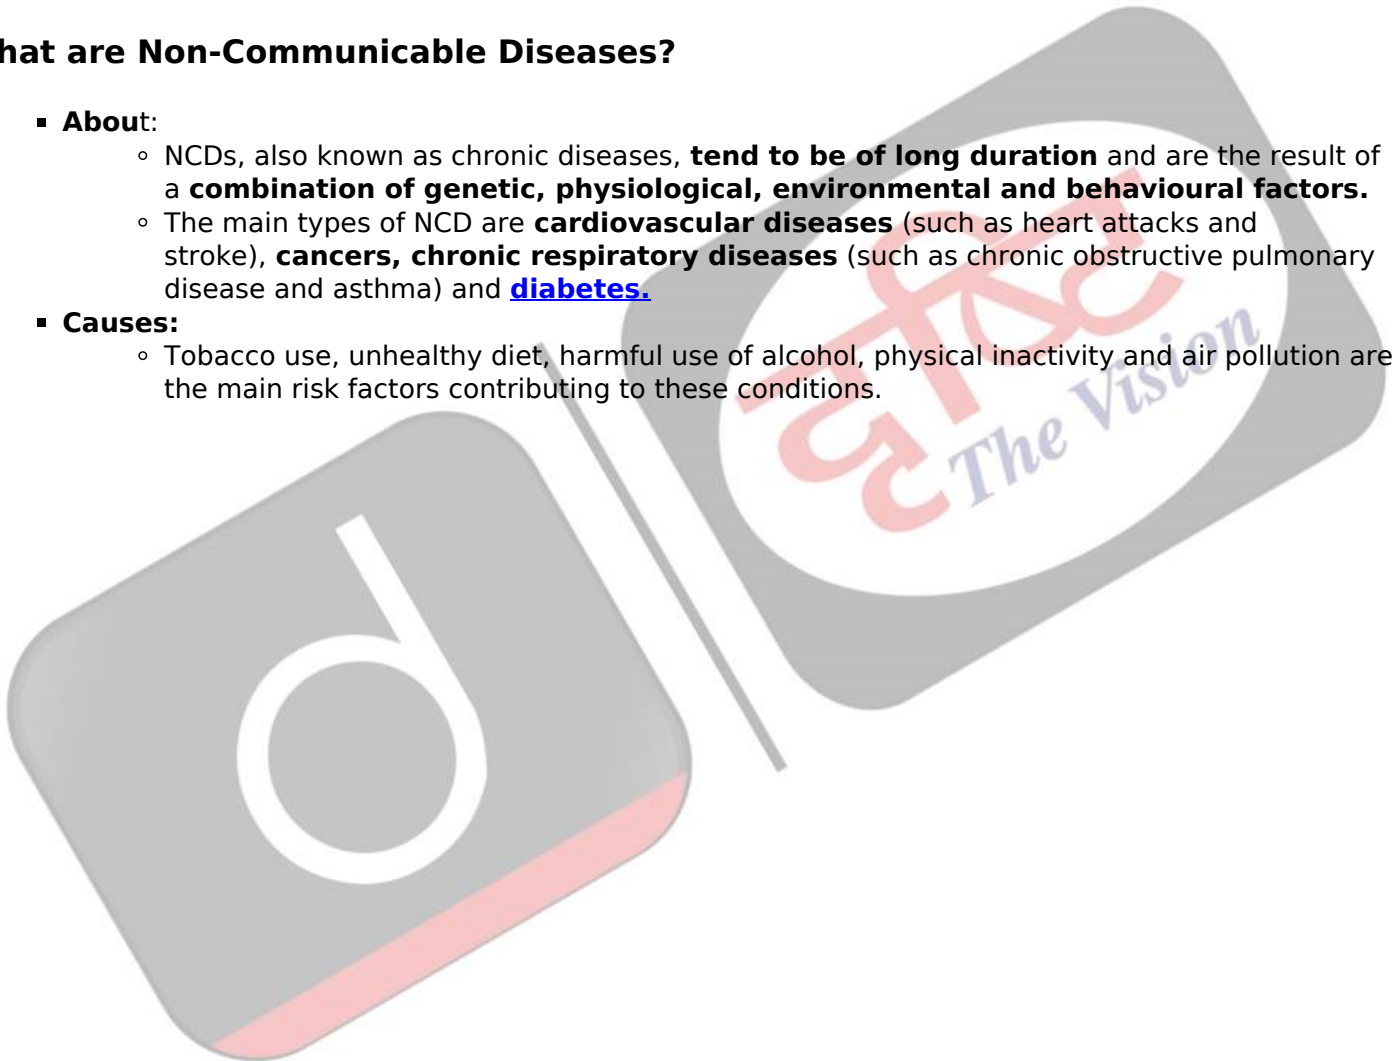 hat are Non-Communicable Diseases?
▪ About:
◦ NCDs, also known as chronic diseases, tend to be of long duration and are the result of
a combination of genetic, physiological, environmental and behavioural factors.
◦ The main types of NCD are cardiovascular diseases (such as heart attacks and
stroke), cancers, chronic respiratory diseases (such as chronic obstructive pulmonary
disease and asthma) and diabetes.
▪ Causes:
◦ Tobacco use, unhealthy diet, harmful use of alcohol, physical inactivity and air pollution are
the main risk factors contributing to these conditions.
दृष्टि
The Vision
d